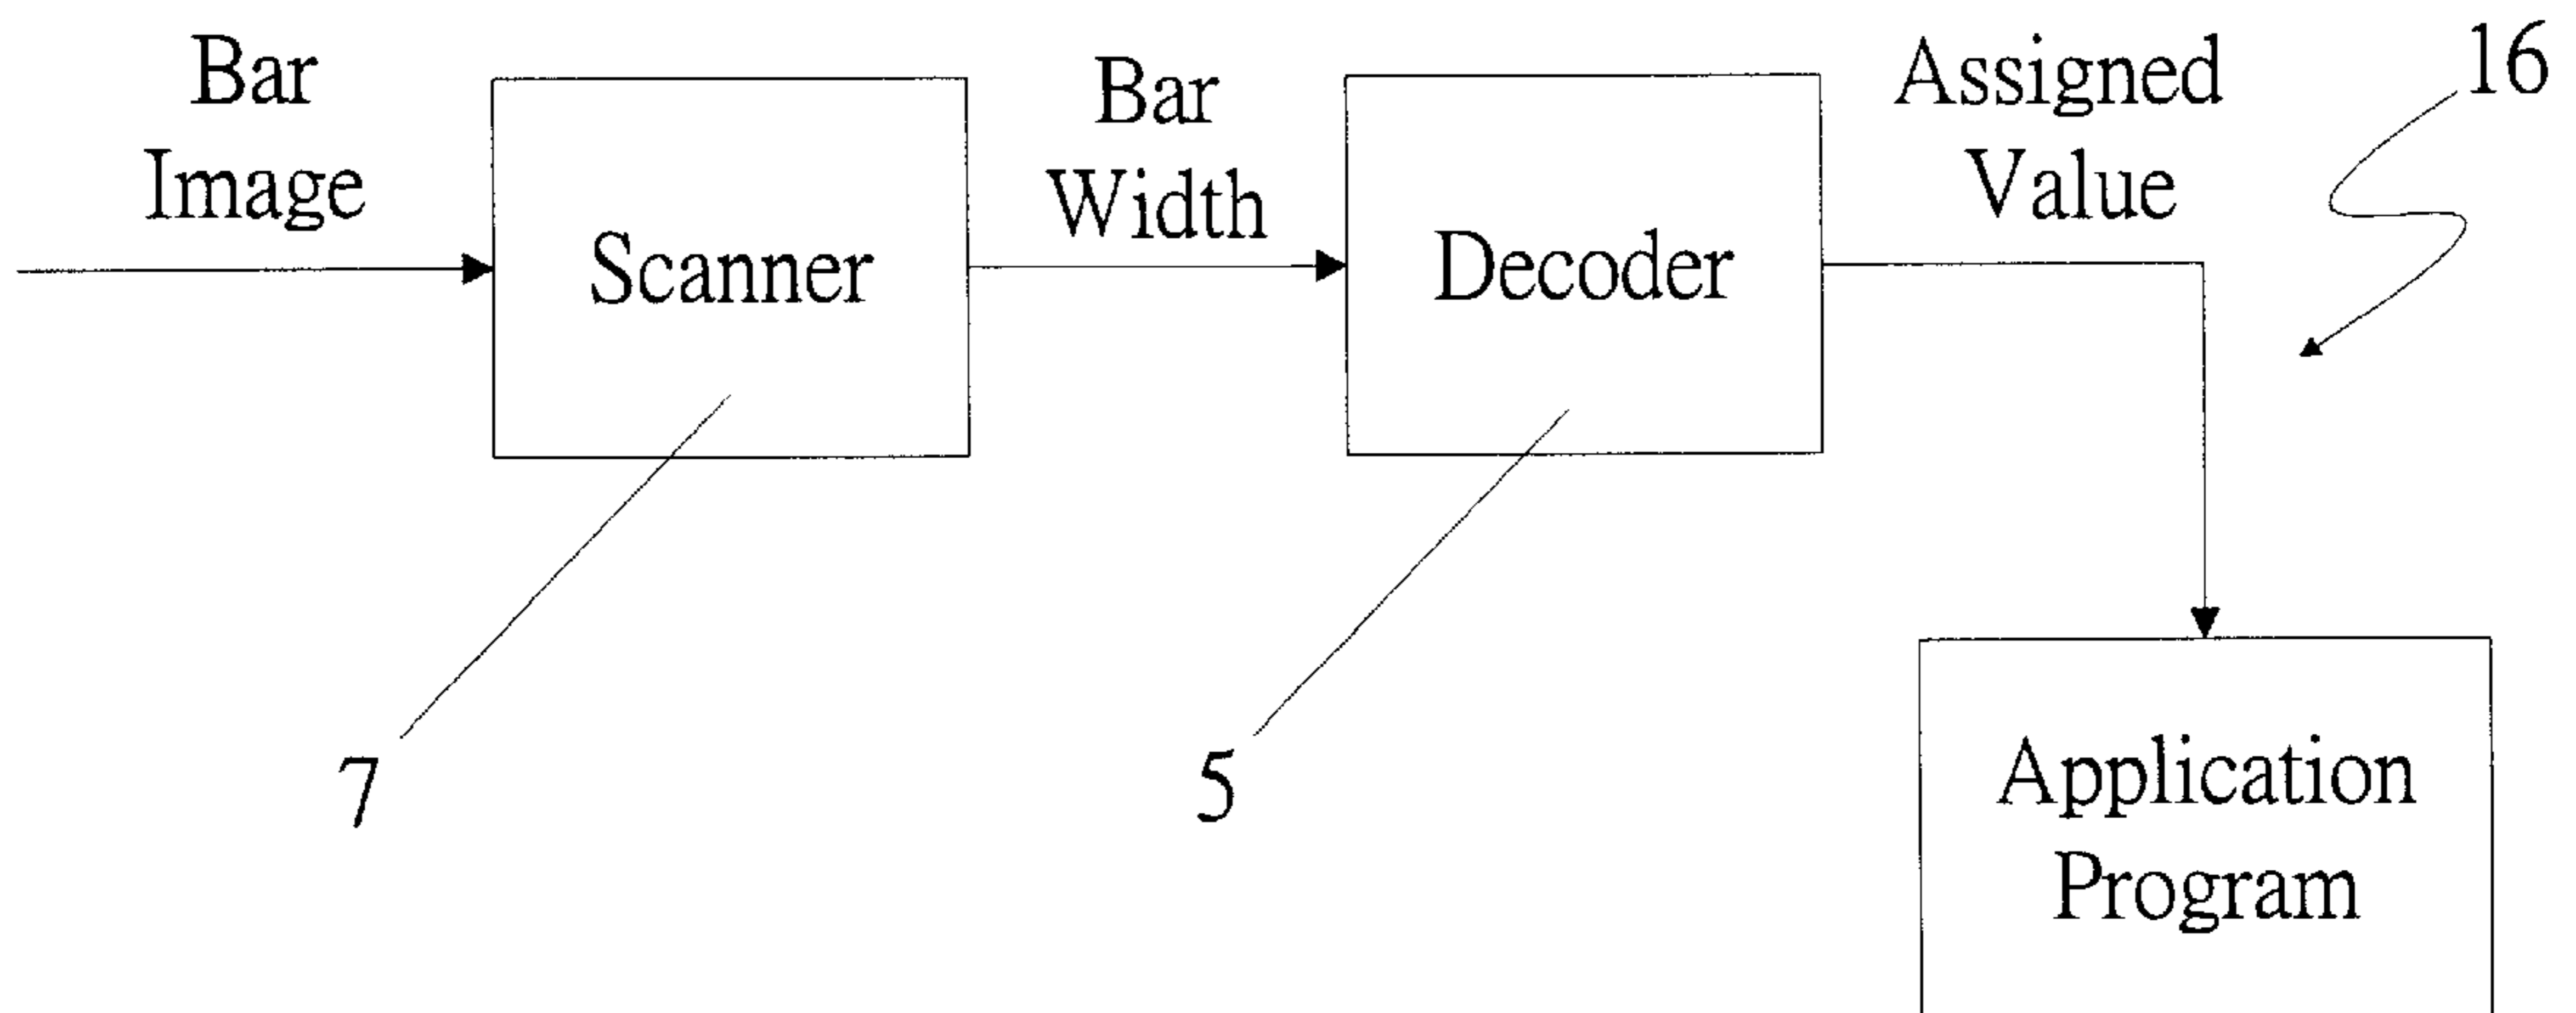 Bar
Image
Scanner
Bar
Width
Decoder
Assigned
Value
16
7
5
Application
Program